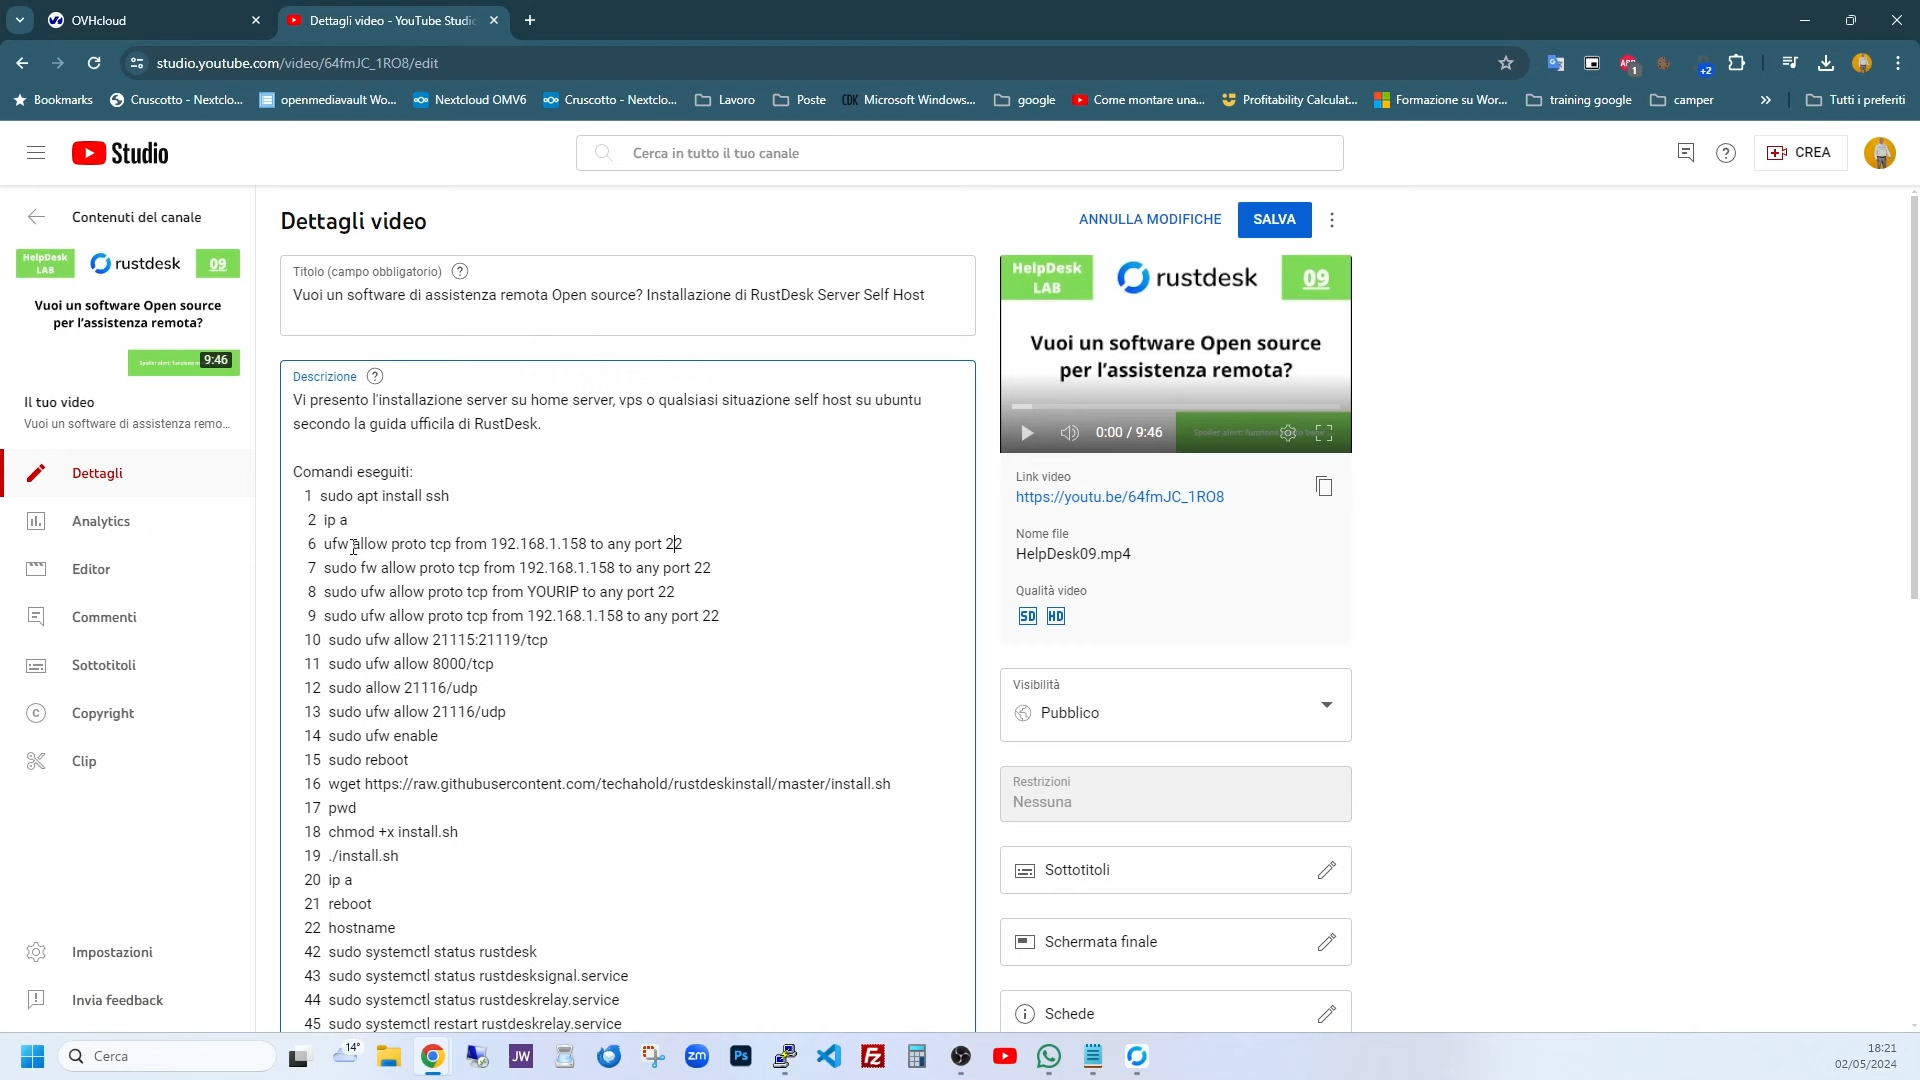 OVHcloud
Dettagli video - YouTube Studio
studio.youtube.com/video/64fmJC_1RO8/edit
1
+2
Bookmarks
Cruscotto - Nextclo...
openmediavault Wo...
Nextcloud OMV6
Cruscotto - Nextclo...
Lavoro
Poste
CDK Microsoft Windows...
google
Come montare una...
Profitability Calculat...
Formazione su Wor...
training google
camper
Tutti i preferiti
Studio
Cerca in tutto il tuo canale
CREA
Contenuti del canale
HelpDesk
LAB
rustdesk
09
Vuoi un software Open source
per l'assistenza remota?
9:46
Il tuo video
Vuoi un software di assistenza remo...
Dettagli
Analytics
Editor
Commenti
Sottotitoli
Copyright
Clip
Impostazioni
Invia feedback
Dettagli video
ANNULLA MODIFICHE
SALVA
Titolo (campo obbligatorio)
Vuoi un software di assistenza remota Open source? Installazione di RustDesk Server Self Host
Descrizione
Vi presento l'installazione server su home server, vps o qualsiasi situazione self host su ubuntu
secondo la guida ufficila di RustDesk.
Comandi eseguiti:
1 sudo apt install ssh
2 ip a
6 ufw allow proto tcp from 192.168.1.158 to any port 22
7 sudo fw allow proto tcp from 192.168.1.158 to any port 22
8 sudo ufw allow proto tcp from YOURIP to any port 22
9 sudo ufw allow proto tcp from 192.168.1.158 to any port 22
10 sudo ufw allow 21115:21119/tcp
11 sudo ufw allow 8000/tcp
12 sudo allow 21116/udp
13 sudo ufw allow 21116/udp
14 sudo ufw enable
15 sudo reboot
16 wget https://raw.githubusercontent.com/techahold/rustdeskinstall/master/install.sh
17 pwd
18 chmod +x install.sh
19 ./install.sh
20 ip a
21 reboot
22 hostname
42 sudo systemctl status rustdesk
43 sudo systemctl status rustdesksignal.service
44 sudo systemctl status rustdeskrelay.service
45 sudo systemctl restart rustdeskrelay.service
HelpDesk
LAB
rustdesk
09
Vuoi un software Open source
per l'assistenza remota?
0:00 / 9:46
Link video
https://youtu.be/64fmJC_1RO8
Nome file
HelpDesk09.mp4
Qualità video
SD HD
Visibilità
Pubblico
Restrizioni
Nessuna
Sottotitoli
Schermata finale
Schede
Cerca
14°
JW
zm
Ps
18:21
02/05/2024